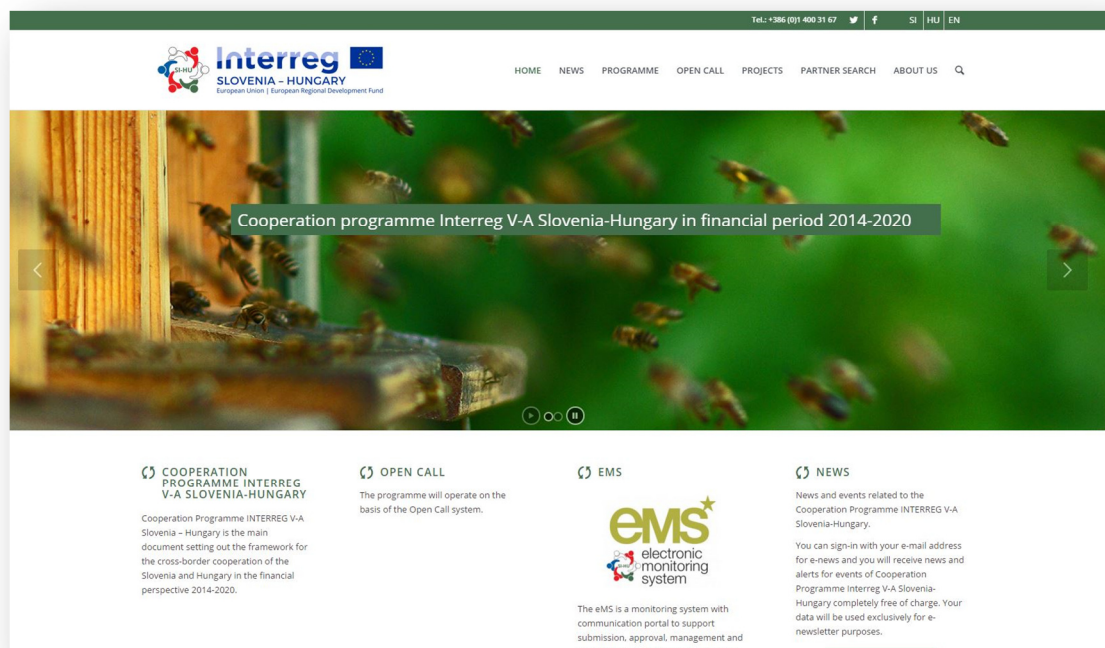 Tel.: +386 (0)1 400 31 67
SI HU EN
SI-HU
Interreg
SLOVENIA – HUNGARY
European Union | European Regional Development Fund
HOME NEWS PROGRAMME OPEN CALL PROJECTS PARTNER SEARCH ABOUT US
Cooperation programme Interreg V-A Slovenia-Hungary in financial period 2014-2020
COOPERATION
PROGRAMME INTERREG
V-A SLOVENIA-HUNGARY
Cooperation Programme INTERREG V-A
Slovenia – Hungary is the main
document setting out the framework for
the cross-border cooperation of the
Slovenia and Hungary in the financial
perspective 2014-2020.
OPEN CALL
The programme will operate on the
basis of the Open Call system.
EMS
eMS
electronic
monitoring
system
The eMS is a monitoring system with
communication portal to support
submission, approval, management and
NEWS
News and events related to the
Cooperation Programme INTERREG V-A
Slovenia-Hungary.
You can sign-in with your e-mail address
for e-news and you will receive news and
alerts for events of Cooperation
Programme Interreg V-A Slovenia-
Hungary completely free of charge. Your
data will be used exclusively for e-
newsletter purposes.